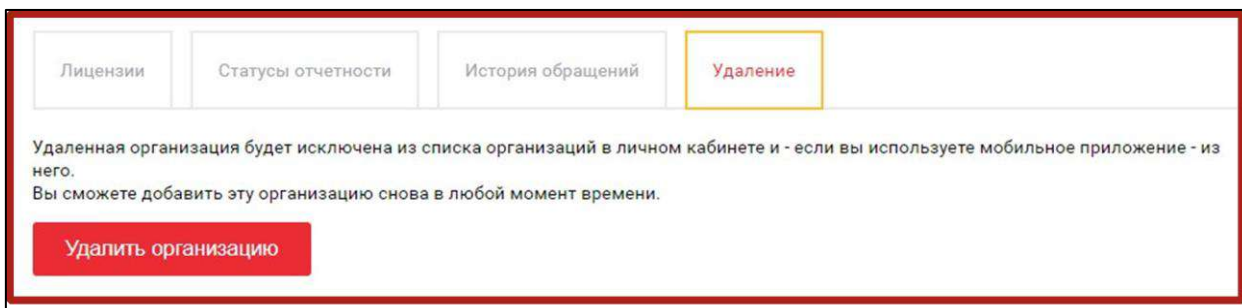 Лицензии Статусы отчетности История обращений Удаление
Удаленная организация будет исключена из списка организаций в личном кабинете и - если вы используете мобильное приложение - из
него.
Вы сможете добавить эту организацию снова в любой момент времени.
Удалить организацию